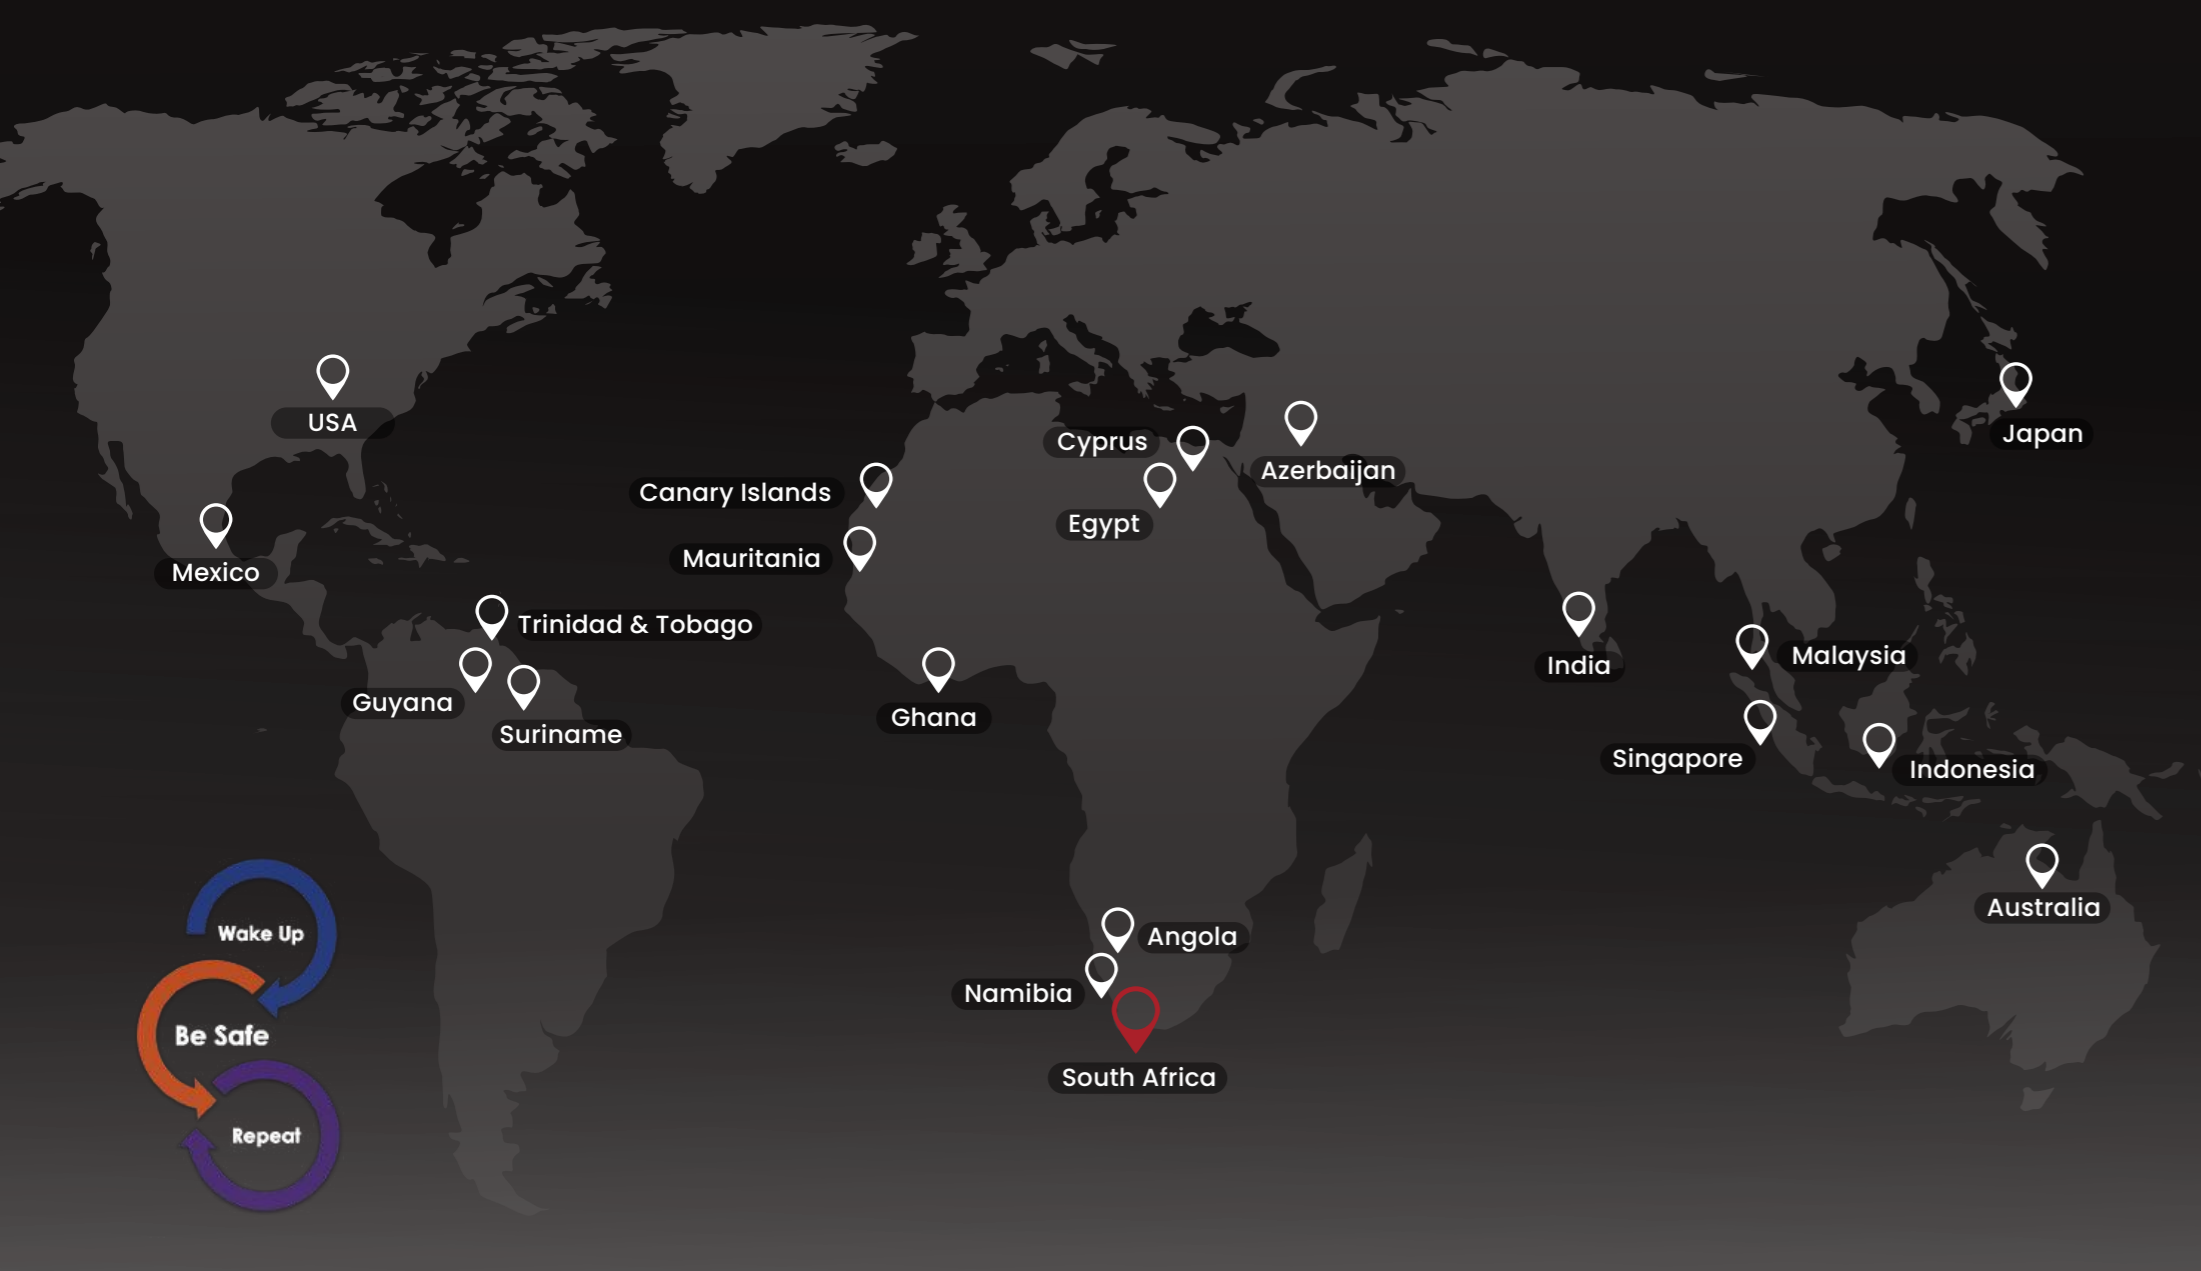 USA
Japan
Cyprus
Azerbaijan
Canary Islands
Egypt
Mauritania
Mexico
Trinidad & Tobago
Malaysia
India
Guyana
Ghana
Suriname
Singapore
Indonesia
Australia
Wake Up
Angola
Namibia
Be Safe
South Africa
Repeat